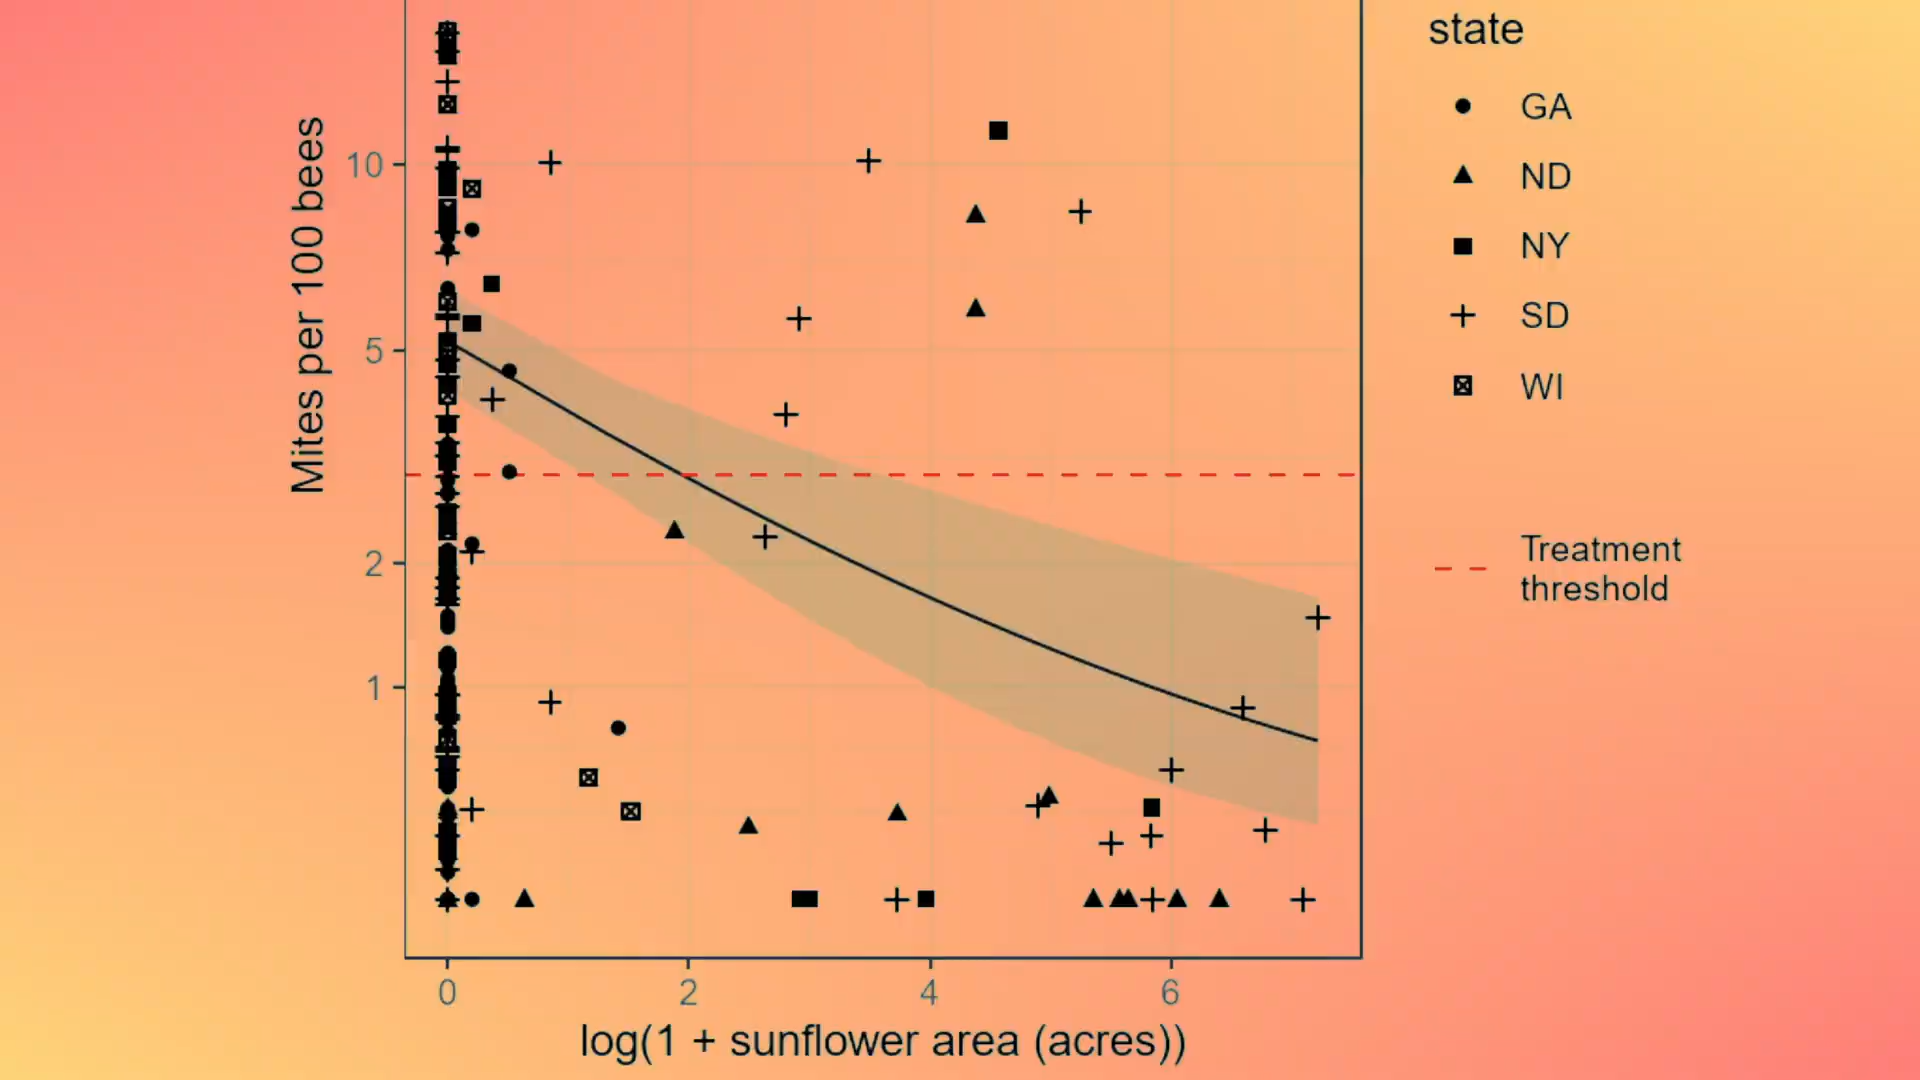 state
GA
ND
NY
SD
WI
Treatment
threshold
Mites per 100 bees
10
5
2
1
0 2 4 6
log(1 + sunflower area (acres))